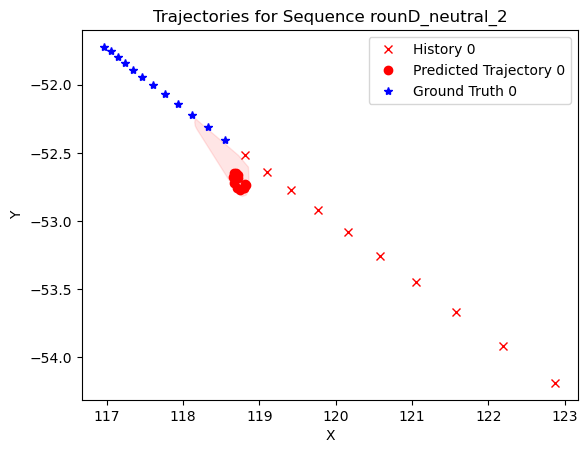 Trajectories for Sequence rounD_neutral_2
History 0
Predicted Trajectory 0
Ground Truth 0
−52.0
−52.5
−53.0
−53.5
−54.0
Y
117
118
119
120
121
122
123
X